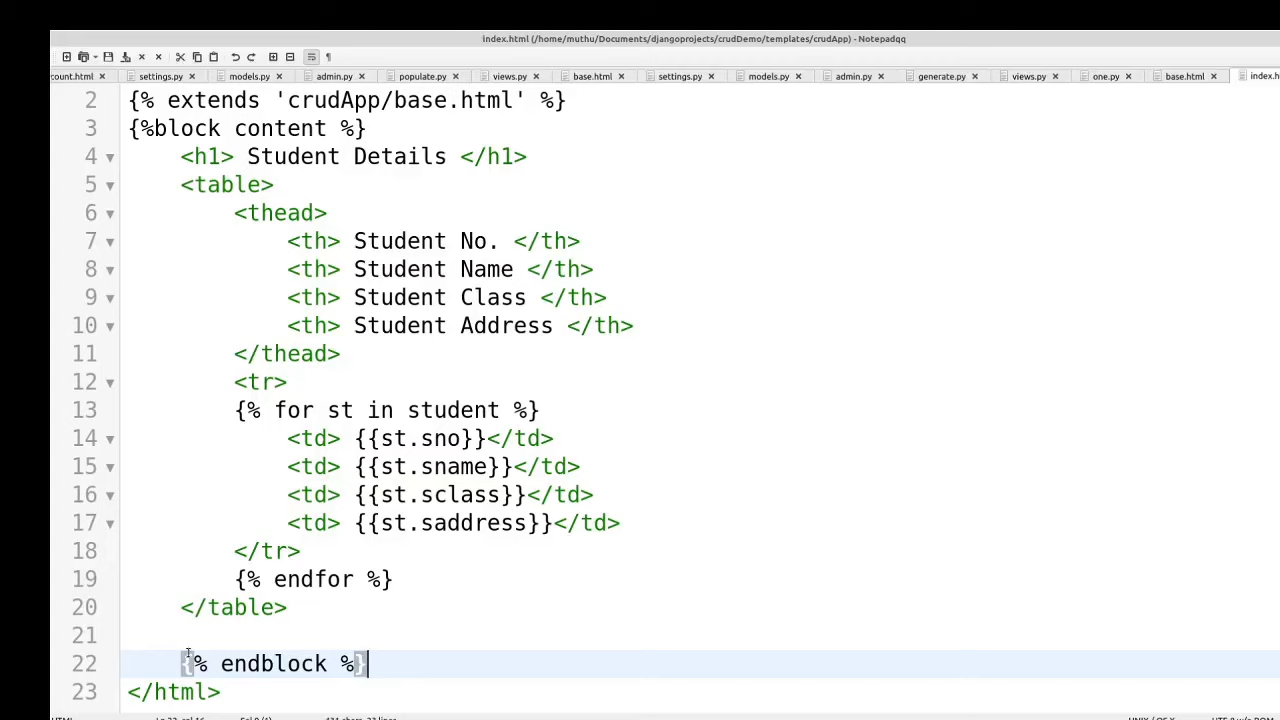 index.html (/home/muthu/Documents/djangoprojects/crudDemo/templates/crudApp) - Notepadqq
count.html settings.py models.py admin.py populate.py views.py base.html settings.py models.py admin.py generate.py views.py one.py base.html index.h
2 {% extends 'crudApp/base.html' %}
3 {%block content %}
4 <h1> Student Details </h1>
5 <table>
6 <thead>
7 <th> Student No. </th>
8 <th> Student Name </th>
9 <th> Student Class </th>
10 <th> Student Address </th>
11 </thead>
12 <tr>
13 {% for st in student %}
14 <td> {{st.sno}}</td>
15 <td> {{st.sname}}</td>
16 <td> {{st.sclass}}</td>
17 <td> {{st.saddress}}</td>
18 </tr>
19 {% endfor %}
20 </table>
21
22 {% endblock %}
23 </html>